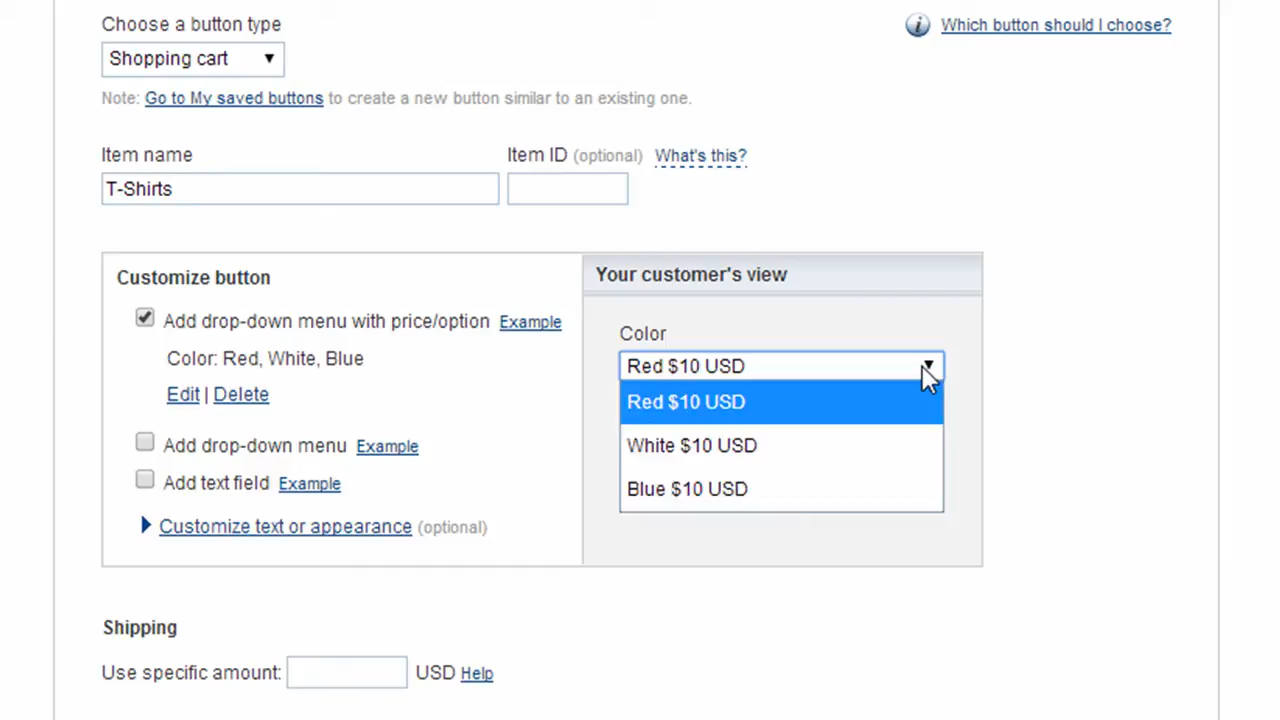 Choose a button type
Which button should I choose?
Shopping cart
Note: Go to My saved buttons to create a new button similar to an existing one.
Item name
Item ID (optional) What's this?
T-Shirts
Customize button
Your customer's view
Add drop-down menu with price/option Example
Color: Red, White, Blue
Edit | Delete
Add drop-down menu Example
Add text field Example
Customize text or appearance (optional)
Color
Red $10 USD
Red $10 USD
White $10 USD
Blue $10 USD
Shipping
Use specific amount: USD Help